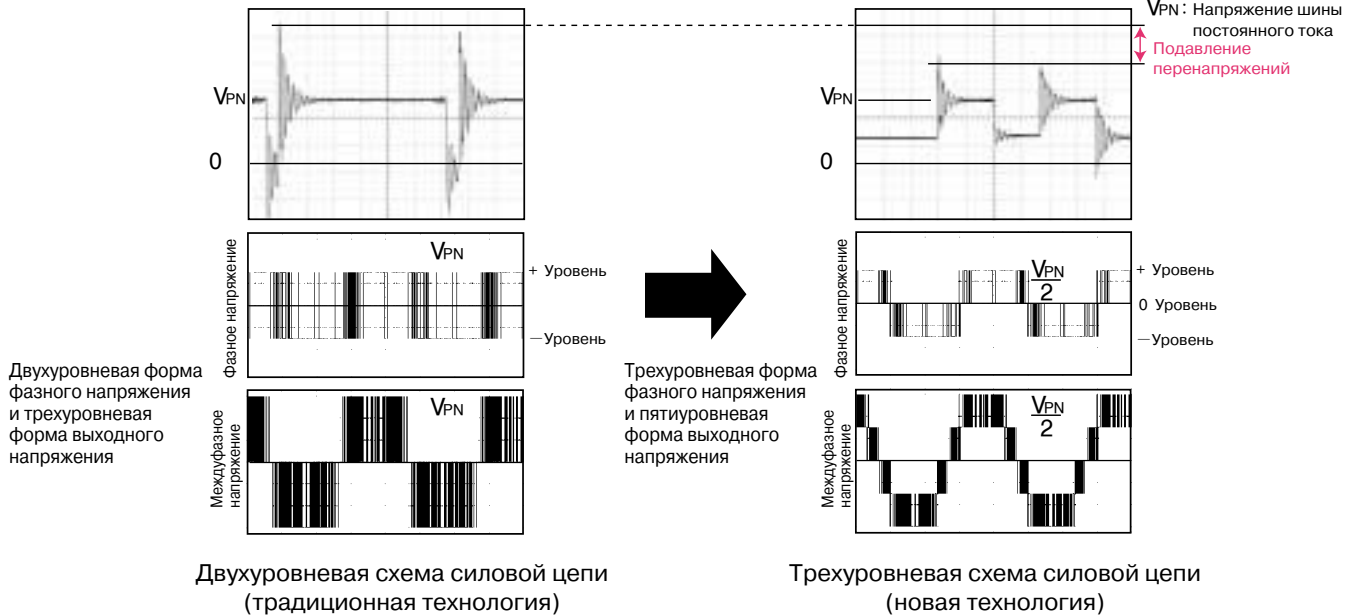 VPN: Напряжение шины
постоянного тока
Подавление
перенапряжений
VPN
0
VPN
0
Фазное напряжение
VPN
+ Уровень
—Уровень
Фазное напряжение
VPN
2
+ Уровень
0 Уровень
—Уровень
Двухуровневая форма
фазного напряжения
и трехуровневая
форма выходного
напряжения
Междуфазное
напряжение
VPN
Трехуровневая форма
фазного напряжения
и пятиуровневая
форма выходного
напряжения
Междуфазное
напряжение
VPN
2
Двухуровневая схема силовой цепи
(традиционная технология)
Трехуровневая схема силовой цепи
(новая технология)